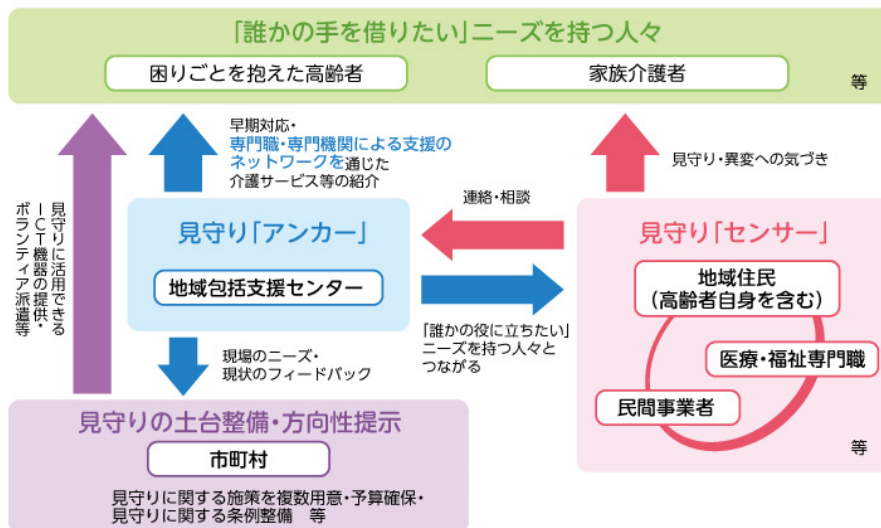 「誰かの手を借りたい」ニーズを持つ人々
困りごとを抱えた高齢者
家族介護者
等
早期対応・
専門職・専門機関による支援の
ネットワークを通じた
介護サービス等の紹介
見守り・異変への気づき
連絡・相談
見守りに活用できる
ICT機器の提供・
ボランティア派遣等
見守り「アンカー」
地域包括支援センター
見守り「センサー」
地域住民
（高齢者自身を含む）
医療・福祉専門職
民間事業者
等
「誰かの役に立ちたい」
ニーズを持つ人々と
つながる
現場のニーズ・
現状のフィードバック
見守りの土台整備・方向性提示
市町村
見守りに関する施策を複数用意・予算確保・
見守りに関する条例整備　等